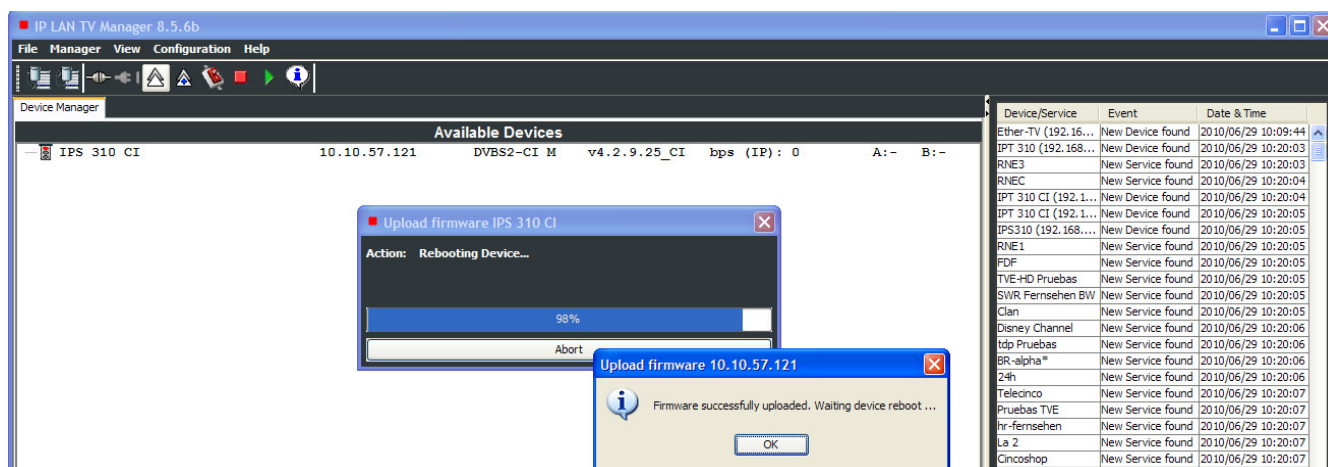 IP LAN TV Manager 8.5.6b
File Manager View Configuration Help
Device Manager
Available Devices
IPS 310 CI 10.10.57.121 DVBS2-CI M v4.2.9.25_CI bps (IP): 0 A:- B:-
Upload firmware IPS 310 CI
Action: Rebooting Device...
98%
Abort
Upload firmware 10.10.57.121
Firmware successfully uploaded. Waiting device reboot ...
OK
Device/Service Event Date & Time
Ether-TV (192.16... New Device found 2010/06/29 10:09:44
IPT 310 (192.168... New Device found 2010/06/29 10:20:03
RNE3 New Service found 2010/06/29 10:20:03
RNEC New Service found 2010/06/29 10:20:04
IPT 310 CI (192.1... New Device found 2010/06/29 10:20:04
IPT 310 CI (192.1... New Device found 2010/06/29 10:20:05
IPS310 (192.168.... New Device found 2010/06/29 10:20:05
RNE1 New Service found 2010/06/29 10:20:05
FDF New Service found 2010/06/29 10:20:05
TVE-HD Pruebas New Service found 2010/06/29 10:20:05
SWR Fernsehen BW New Service found 2010/06/29 10:20:05
Clan New Service found 2010/06/29 10:20:05
Disney Channel New Service found 2010/06/29 10:20:06
tdp Pruebas New Service found 2010/06/29 10:20:06
BR-alpha* New Service found 2010/06/29 10:20:06
24h New Service found 2010/06/29 10:20:06
Telecinco New Service found 2010/06/29 10:20:07
Pruebas TVE New Service found 2010/06/29 10:20:07
hr-fernsehen New Service found 2010/06/29 10:20:07
La 2 New Service found 2010/06/29 10:20:07
Cincoshop New Service found 2010/06/29 10:20:07